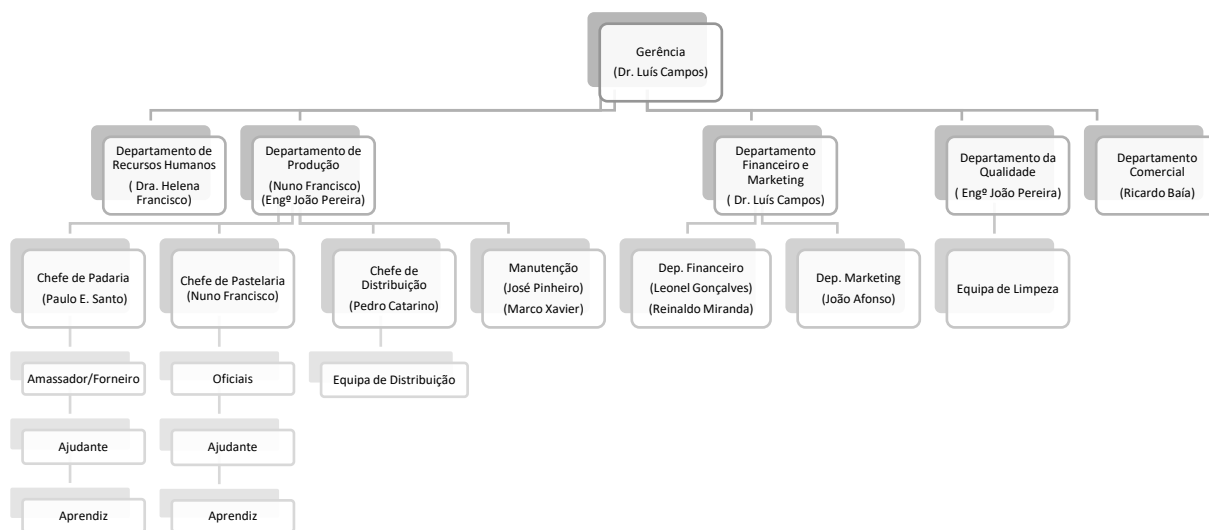 Gerência
(Dr. Luís Campos)
Departamento de
Recursos Humanos
( Dra. Helena
Francisco)
Departamento de
Produção
(Nuno Francisco)
(Engº João Pereira)
Departamento
Financeiro e
Marketing
( Dr. Luís Campos)
Departamento da
Qualidade
( Engº João Pereira)
Departamento
Comercial
(Ricardo Baía)
Chefe de Padaria
(Paulo E. Santo)
Chefe de Pastelaria
(Nuno Francisco)
Chefe de
Distribuição
(Pedro Catarino)
Manutenção
(José Pinheiro)
(Marco Xavier)
Dep. Financeiro
(Leonel Gonçalves)
(Reinaldo Miranda)
Dep. Marketing
(João Afonso)
Equipa de Limpeza
Amassador/Forneiro
Oficiais
Equipa de Distribuição
Ajudante
Ajudante
Aprendiz
Aprendiz